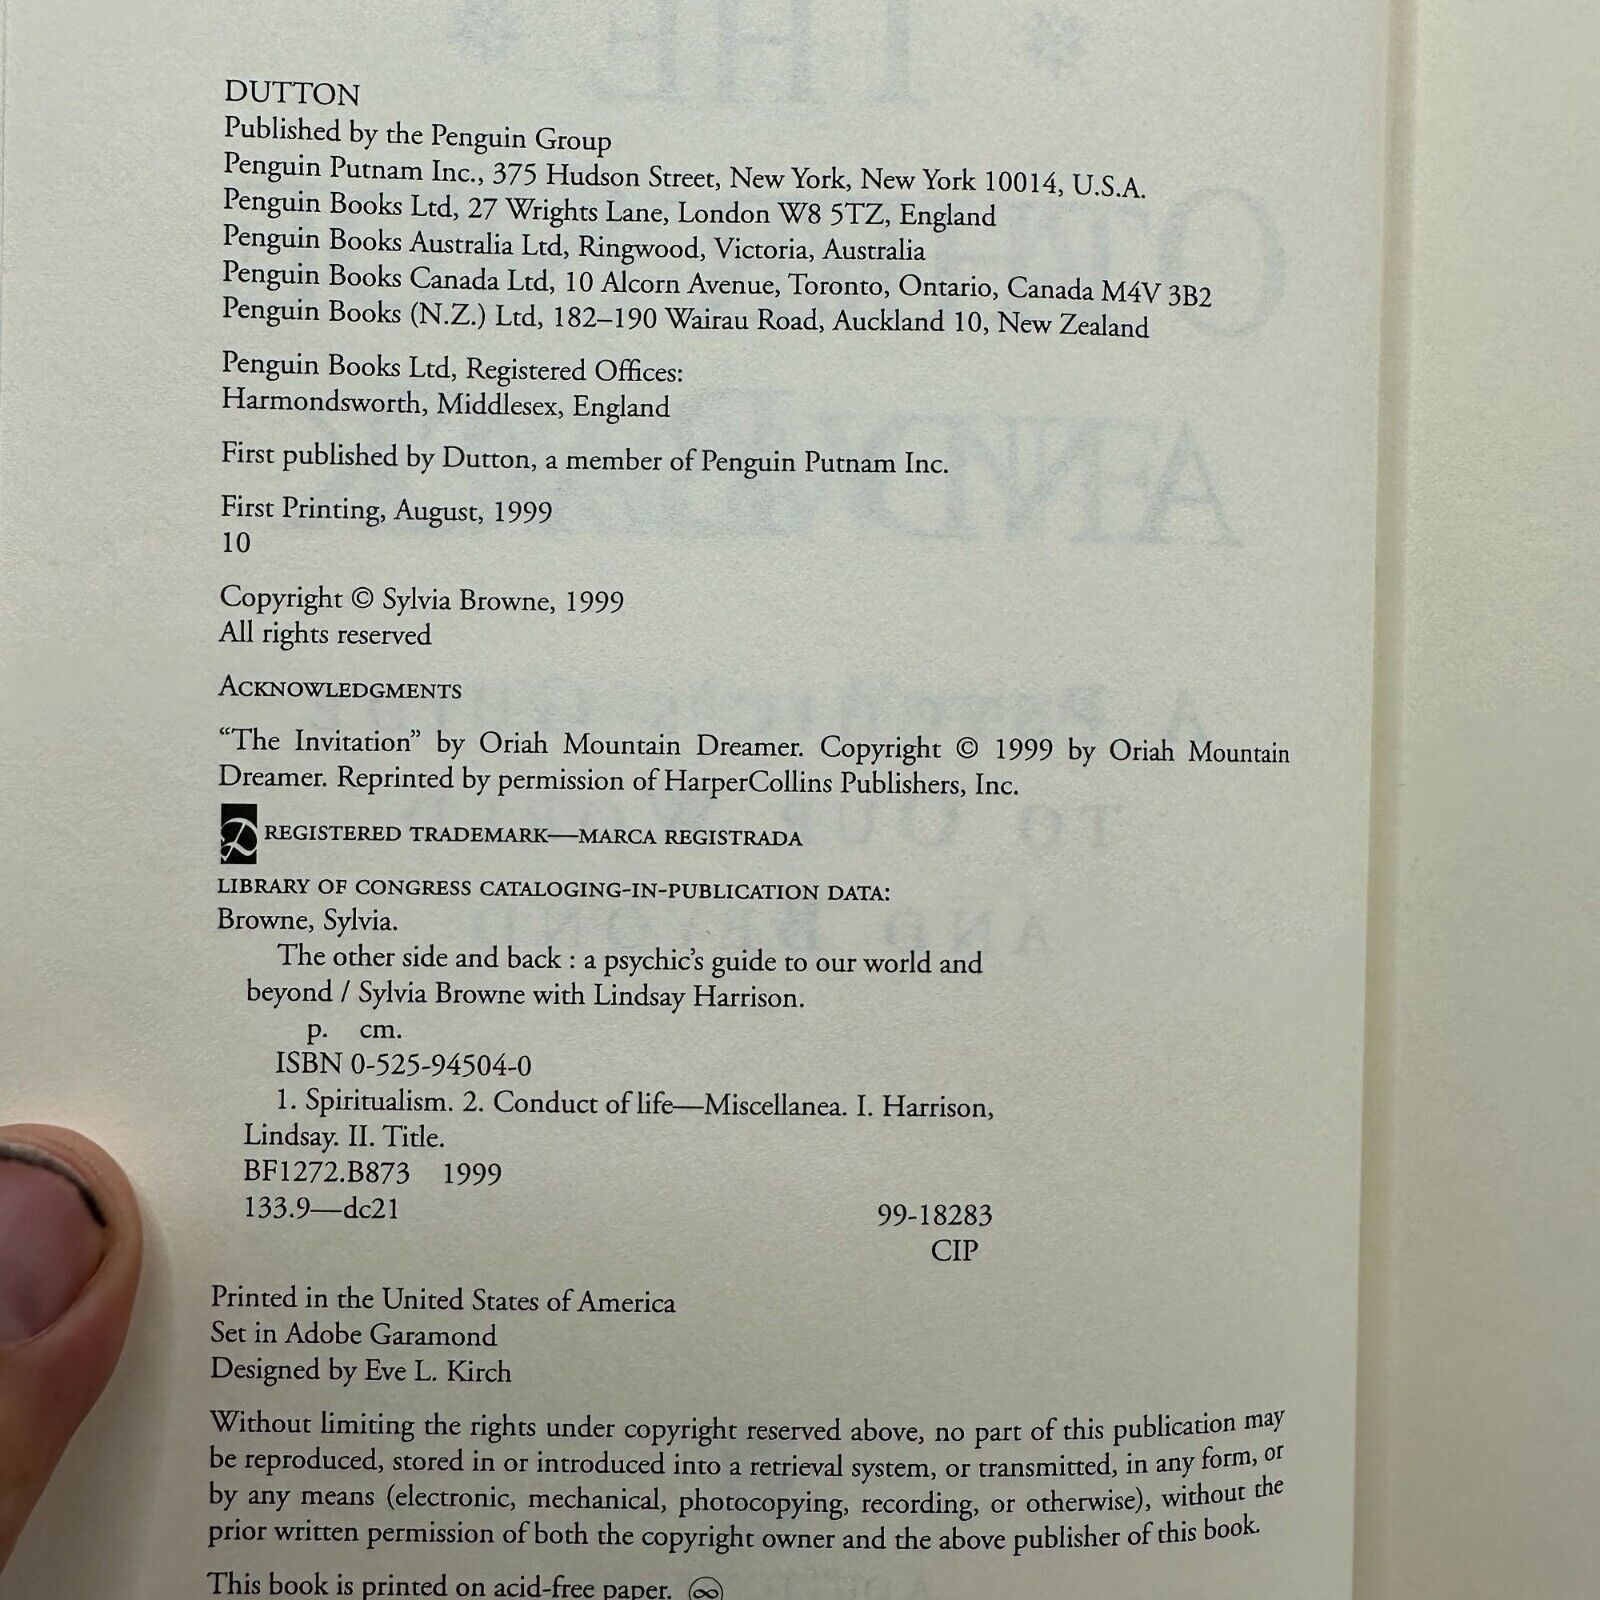 DUTTON
Published by the Penguin Group
Penguin Putnam Inc., 375 Hudson Street, New York, New York 10014, U.S.A.
Penguin Books Ltd, 27 Wrights Lane, London W8 5TZ, England
Penguin Books Australia Ltd, Ringwood, Victoria, Australia
Penguin Books Canada Ltd, 10 Alcorn Avenue, Toronto, Ontario, Canada M4V 3B2
Penguin Books (N.Z.) Ltd, 182–190 Wairau Road, Auckland 10, New Zealand
Penguin Books Ltd, Registered Offices:
Harmondsworth, Middlesex, England
First published by Dutton, a member of Penguin Putnam Inc.
First Printing, August, 1999
10
Copyright © Sylvia Browne, 1999
All rights reserved
ACKNOWLEDGMENTS
“The Invitation” by Oriah Mountain Dreamer. Copyright © 1999 by Oriah Mountain
Dreamer. Reprinted by permission of HarperCollins Publishers, Inc.
REGISTERED TRADEMARK—MARCA REGISTRADA
LIBRARY OF CONGRESS CATALOGING-IN-PUBLICATION DATA:
Browne, Sylvia.
The other side and back : a psychic’s guide to our world and
beyond / Sylvia Browne with Lindsay Harrison.
p. cm.
ISBN 0-525-94504-0
1. Spiritualism. 2. Conduct of life—Miscellanea. I. Harrison,
Lindsay. II. Title.
BF1272.B873 1999
133.9—dc21 99-18283
CIP
Printed in the United States of America
Set in Adobe Garamond
Designed by Eve L. Kirch
Without limiting the rights under copyright reserved above, no part of this publication may
be reproduced, stored in or introduced into a retrieval system, or transmitted, in any form, or
by any means (electronic, mechanical, photocopying, recording, or otherwise), without the
prior written permission of both the copyright owner and the above publisher of this book.
This book is printed on acid-free paper. ♾